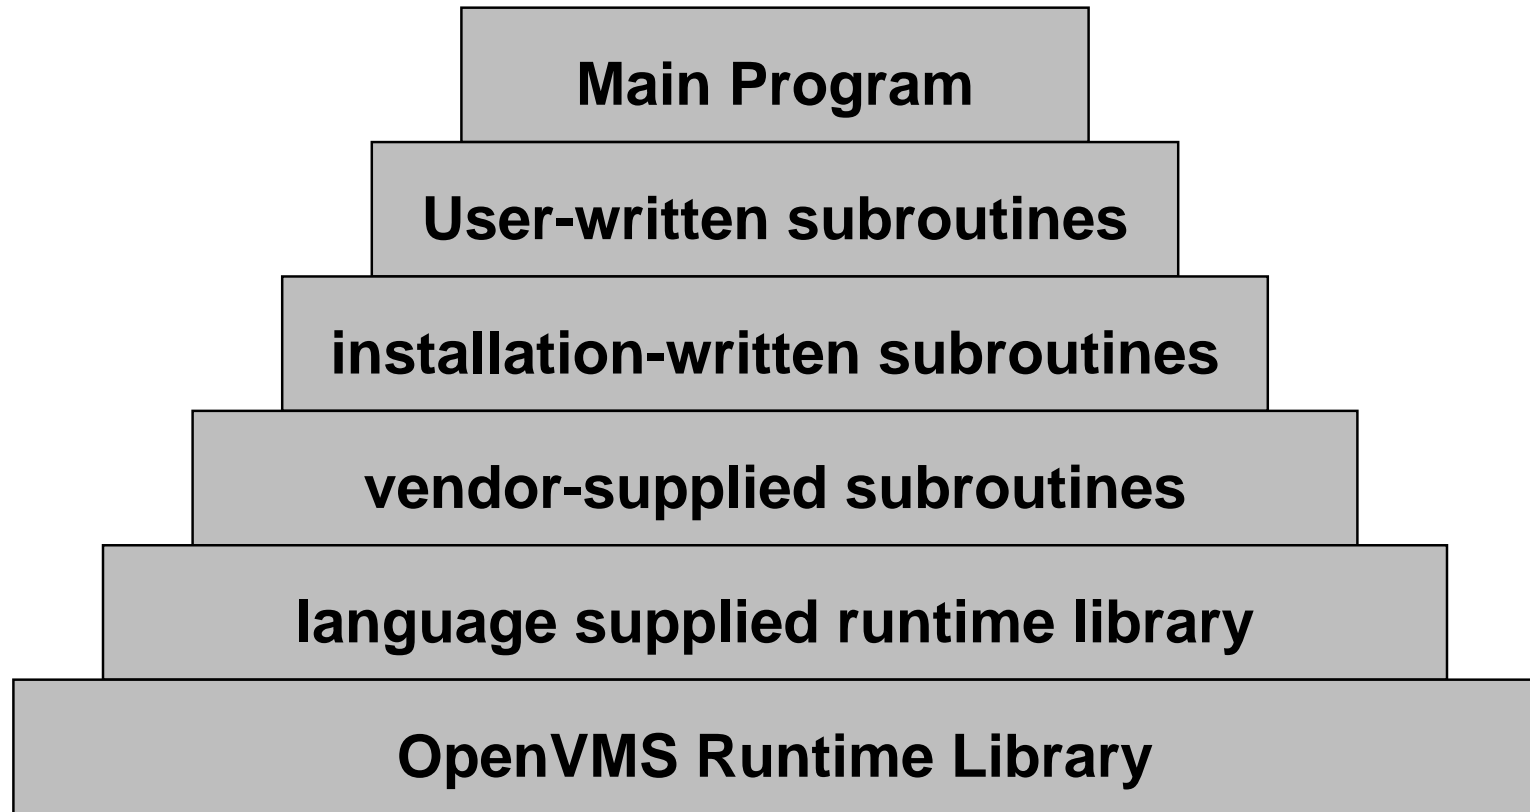 Main Program
User-written subroutines
installation-written subroutines
vendor-supplied subroutines
language supplied runtime library
OpenVMS Runtime Library